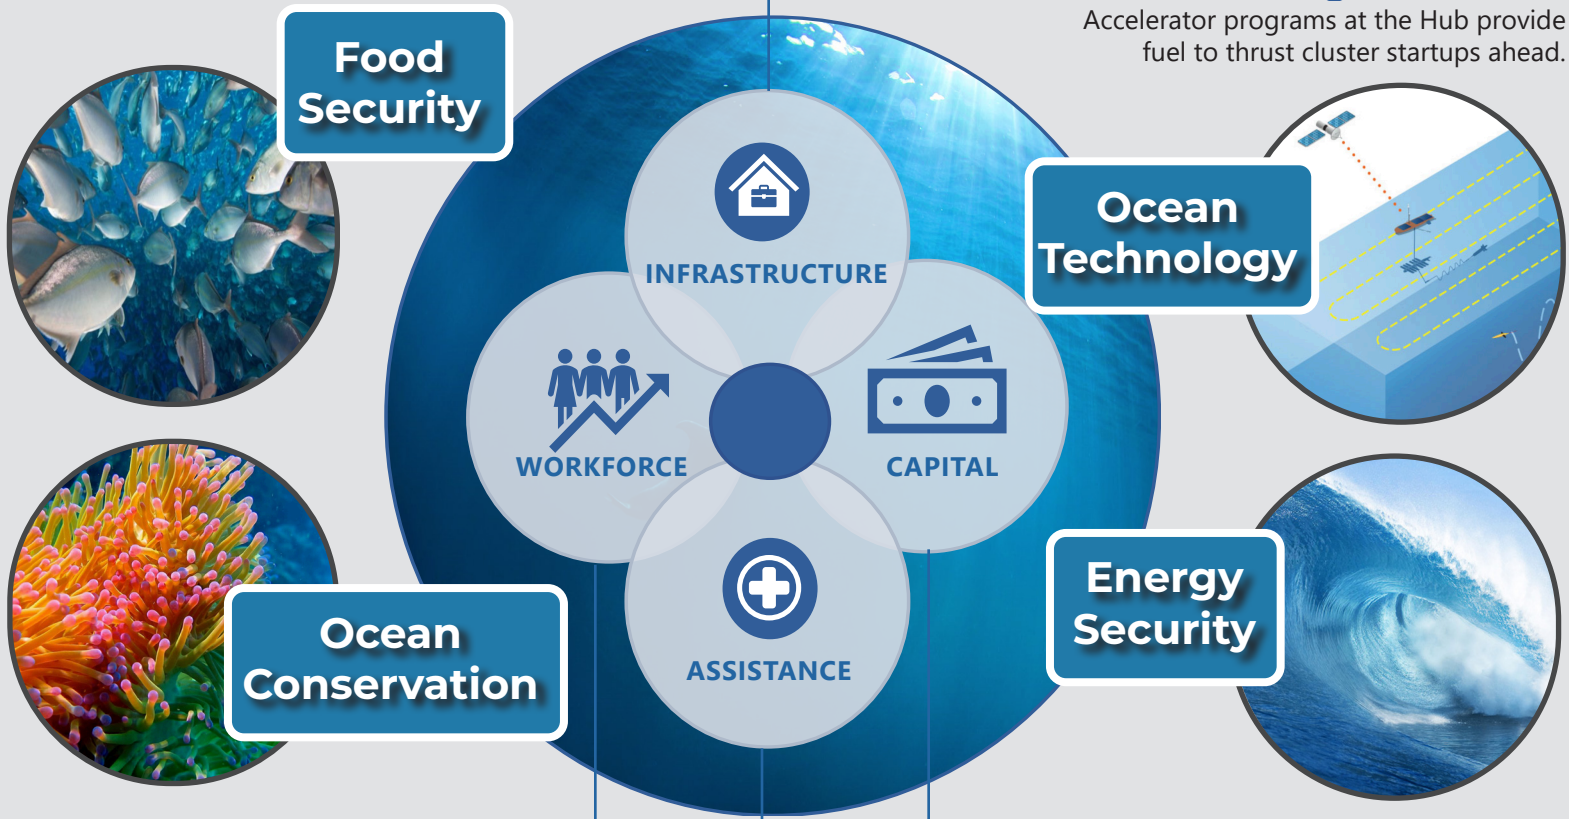 Accelerator programs at the Hub provide
fuel to thrust cluster startups ahead.
Food
Security
Ocean
Technology
INFRASTRUCTURE
WORKFORCE
CAPITAL
ASSISTANCE
Ocean
Conservation
Energy
Security